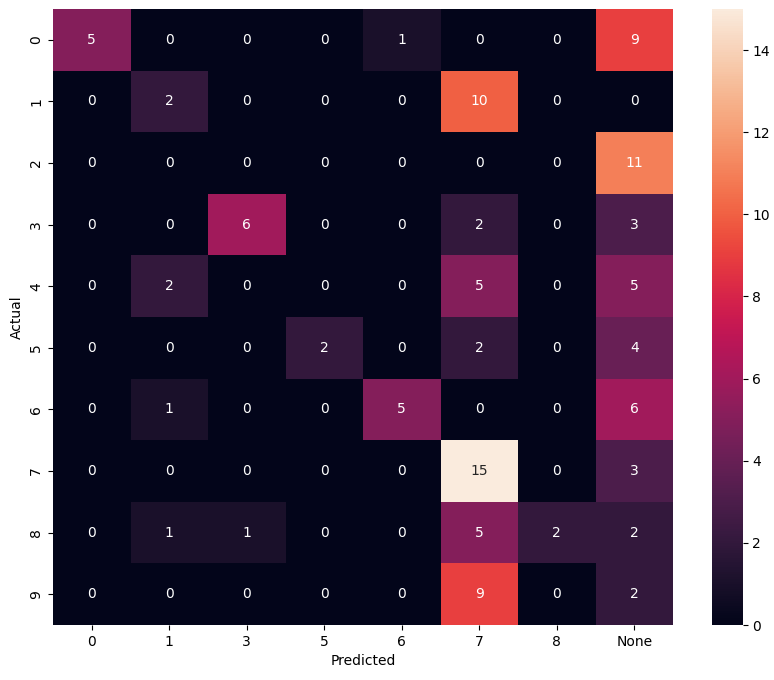 0 5 0 0 0 1 0 0 9
1 0 2 0 0 0 10 0 0
2 0 0 0 0 0 0 0 11
3 0 0 6 0 0 2 0 3
4 0 2 0 0 0 5 0 5
5 0 0 0 2 0 2 0 4
6 0 1 0 0 5 0 0 6
7 0 0 0 0 0 15 0 3
8 0 1 1 0 0 5 2 2
9 0 0 0 0 0 9 0 2
0 1 3 5 6 7 8 None
Predicted
Actual
14
12
10
8
6
4
2
0